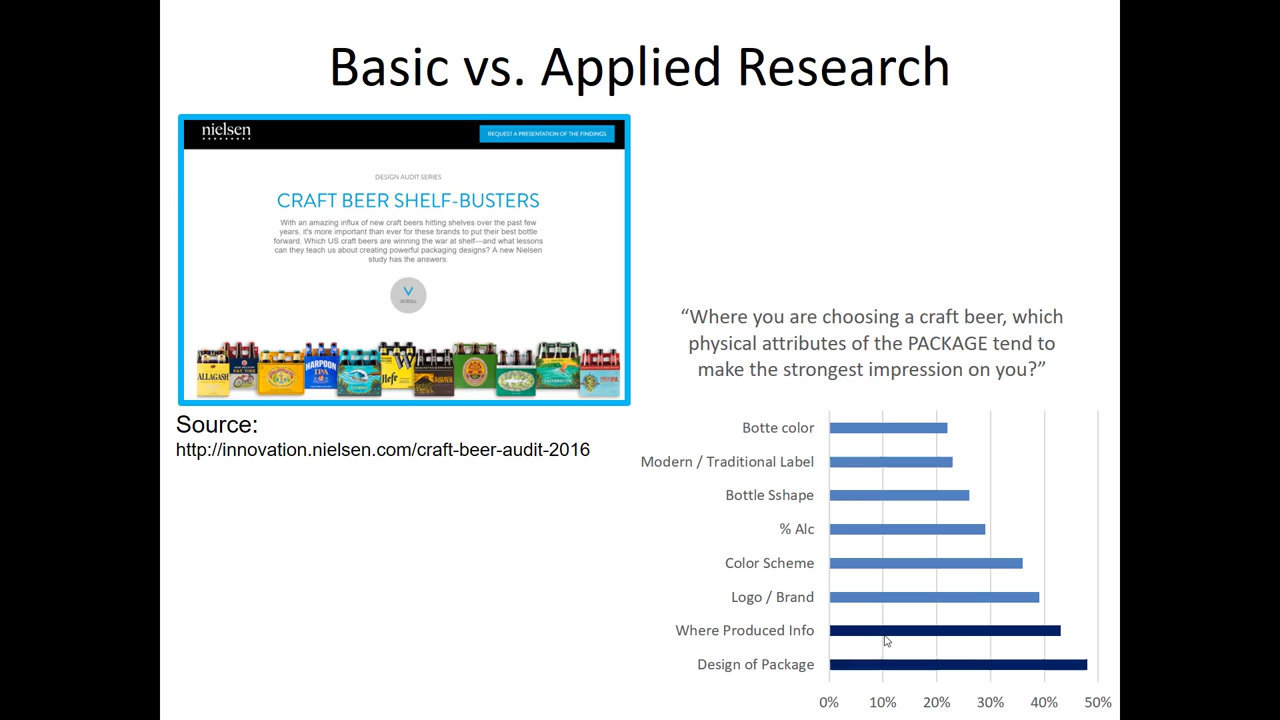 Basic vs. Applied Research
nielsen
REQUEST A PRESENTATION OF THE FINDINGS
DESIGN AUDIT SERIES
CRAFT BEER SHELF-BUSTERS
With an amazing influx of new craft beers hitting shelves over the past few
years, it's more important than ever for these brands to put their best bottle
forward. Which US craft beers are winning the war at shelf—and what lessons
can they teach us about creating powerful packaging designs? A new Nielsen
study has the answers.
SCROLL
ALLAGASH
HARPOON
IPA
Hefe
Source:
http://innovation.nielsen.com/craft-beer-audit-2016
“Where you are choosing a craft beer, which
physical attributes of the PACKAGE tend to
make the strongest impression on you?”
Botte color
Modern / Traditional Label
Bottle Sshape
% Alc
Color Scheme
Logo / Brand
Where Produced Info
Design of Package
0% 10% 20% 30% 40% 50%